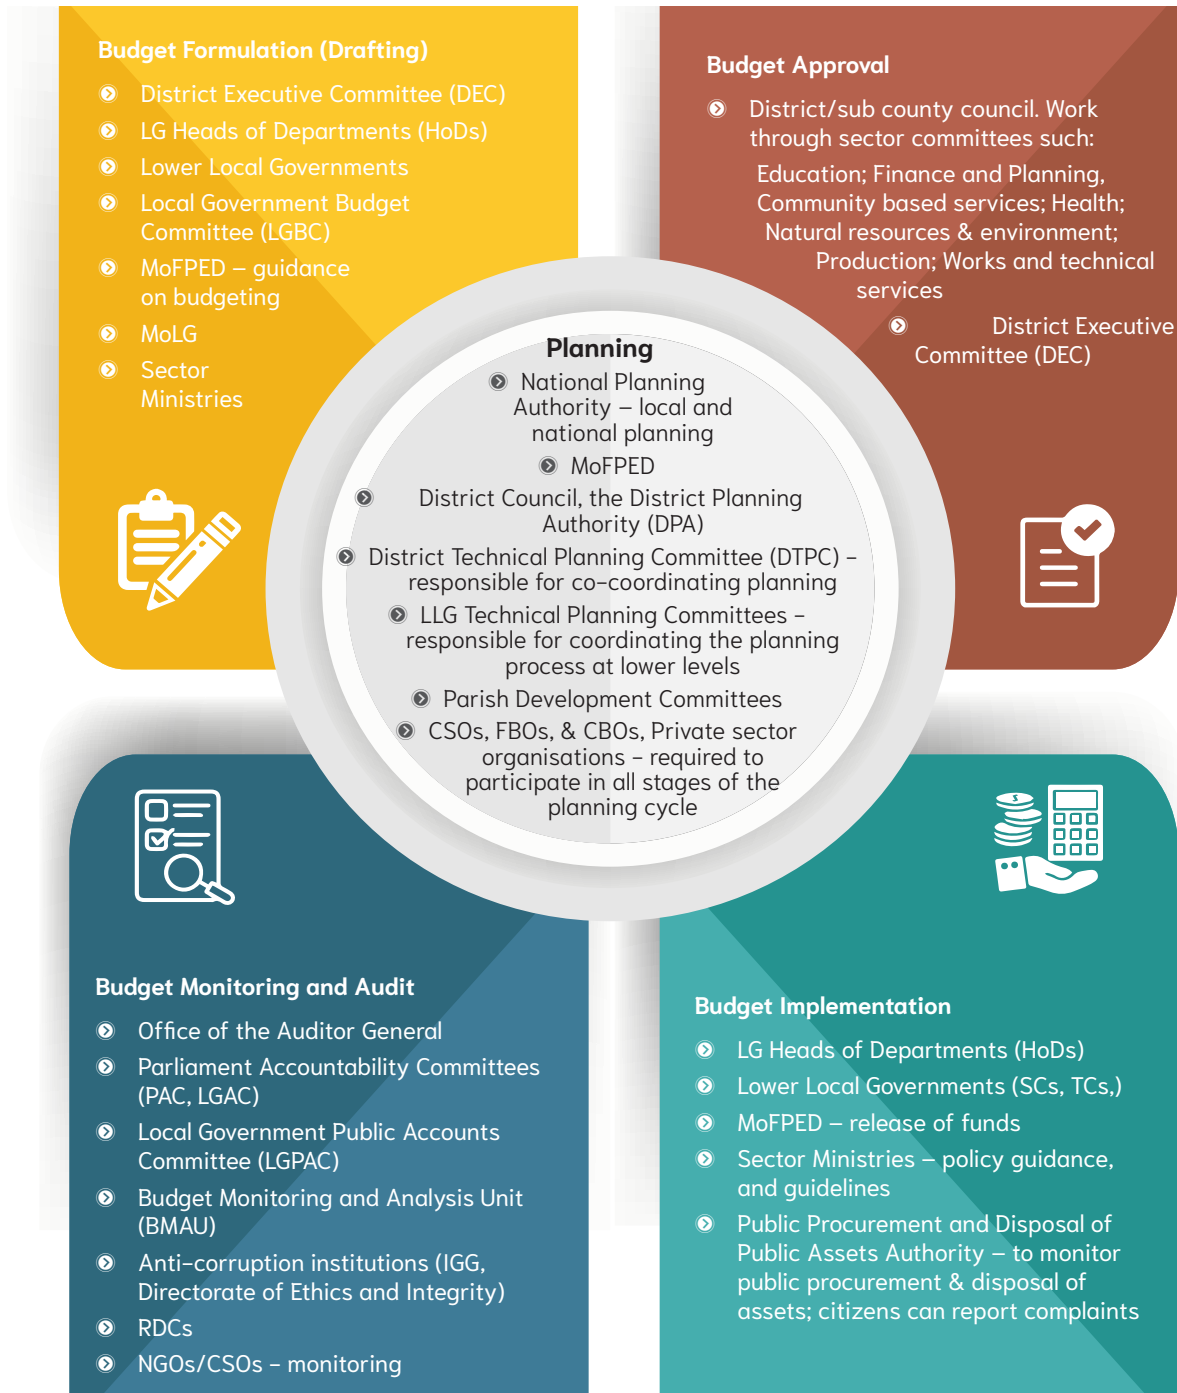 Budget Formulation (Drafting)
District Executive Committee (DEC)
LG Heads of Departments (HoDs)
Lower Local Governments
Local Government Budget
Committee (LGBC)
MoFPED – guidance
on budgeting
MoLG
Sector
Ministries
Budget Approval
District/sub county council. Work
through sector committees such:
Education; Finance and Planning,
Community based services; Health;
Natural resources & environment;
Production; Works and technical
services
District Executive
Committee (DEC)
Planning
National Planning
Authority – local and
national planning
MoFPED
District Council, the District Planning
Authority (DPA)
District Technical Planning Committee (DTPC) -
responsible for co-coordinating planning
LLG Technical Planning Committees -
responsible for coordinating the planning
process at lower levels
Parish Development Committees
CSOs, FBOs, & CBOs, Private sector
organisations - required to
participate in all stages of the
planning cycle
Budget Monitoring and Audit
Office of the Auditor General
Parliament Accountability Committees
(PAC, LGAC)
Local Government Public Accounts
Committee (LGPAC)
Budget Monitoring and Analysis Unit
(BMAU)
Anti-corruption institutions (IGG,
Directorate of Ethics and Integrity)
RDCs
NGOs/CSOs - monitoring
$
Budget Implementation
LG Heads of Departments (HoDs)
Lower Local Governments (SCs, TCs,)
MoFPED – release of funds
Sector Ministries – policy guidance,
and guidelines
Public Procurement and Disposal of
Public Assets Authority – to monitor
public procurement & disposal of
assets; citizens can report complaints